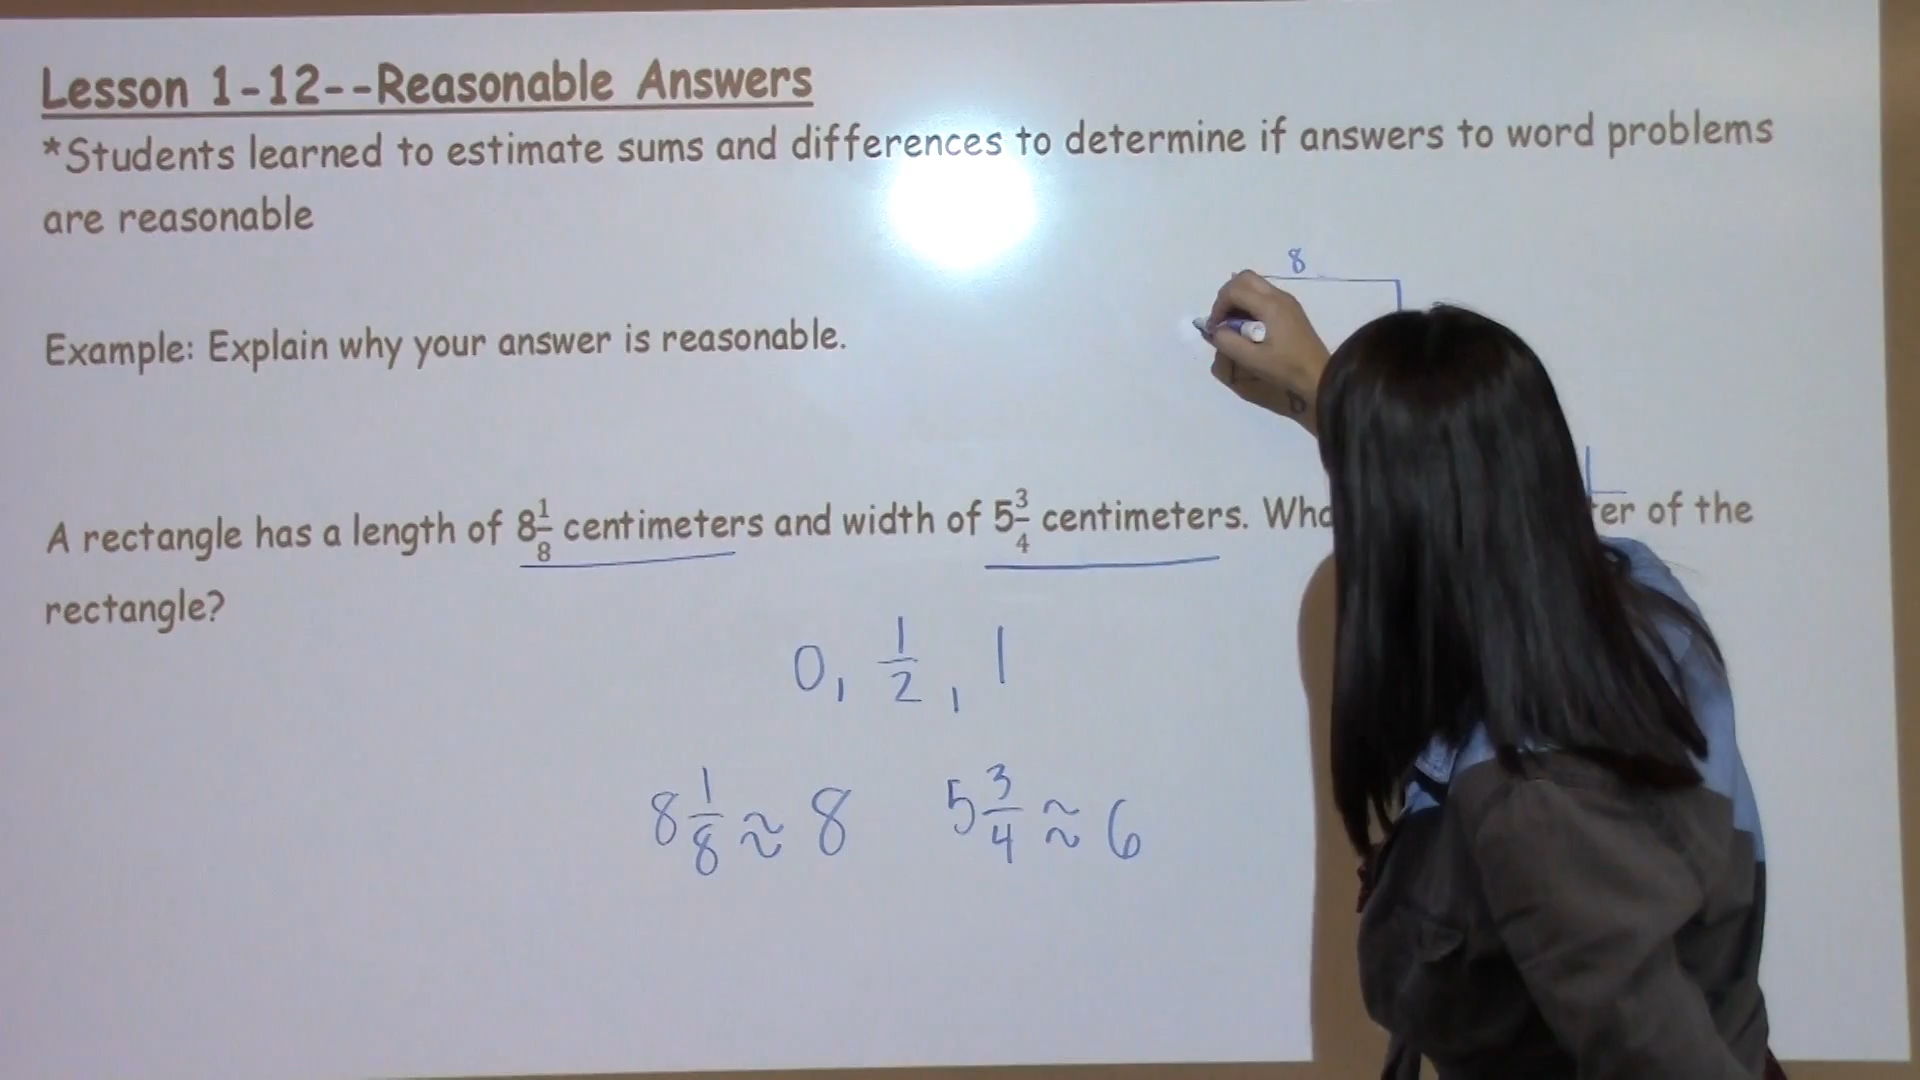 Lesson 1-12--Reasonable Answers
*Students learned to estimate sums and differences to determine if answers to word problems
are reasonable
8
Example: Explain why your answer is reasonable.
A rectangle has a length of 8 1/8 centimeters and width of 5 3/4 centimeters. of the
rectangle?
0, 1/2, 1
8 1/8 ≈ 8 5 3/4 ≈ 6